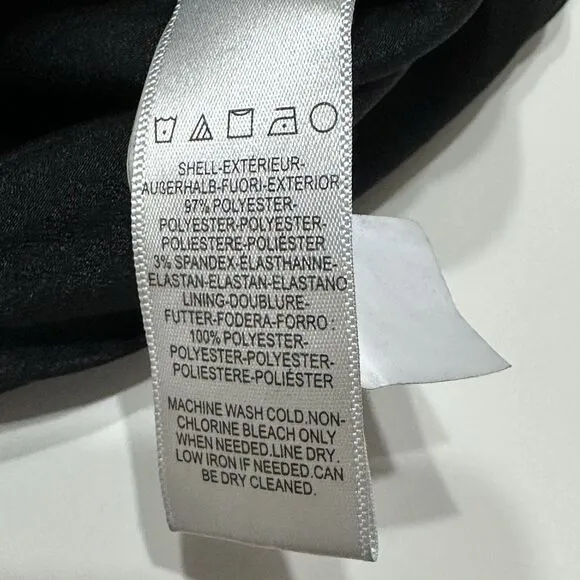 SHELL-EXTÉRIEUR-
AUßERHALB-FUORI-EXTERIOR
97% POLYESTER-
POLYESTER-POLYESTER-
POLIESTERE-POLIÉSTER
3% SPANDEX-ÉLASTHANNE-
ELASTAN-ELASTAN-ELASTANO
LINING-DOUBLURE-
FUTTER-FODERA-FORRO :
100% POLYESTER-
POLYESTER-POLYESTER-
POLIESTERE-POLIÉSTER
MACHINE WASH COLD.NON-
CHLORINE BLEACH ONLY
WHEN NEEDED.LINE DRY.
LOW IRON IF NEEDED.CAN
BE DRY CLEANED.